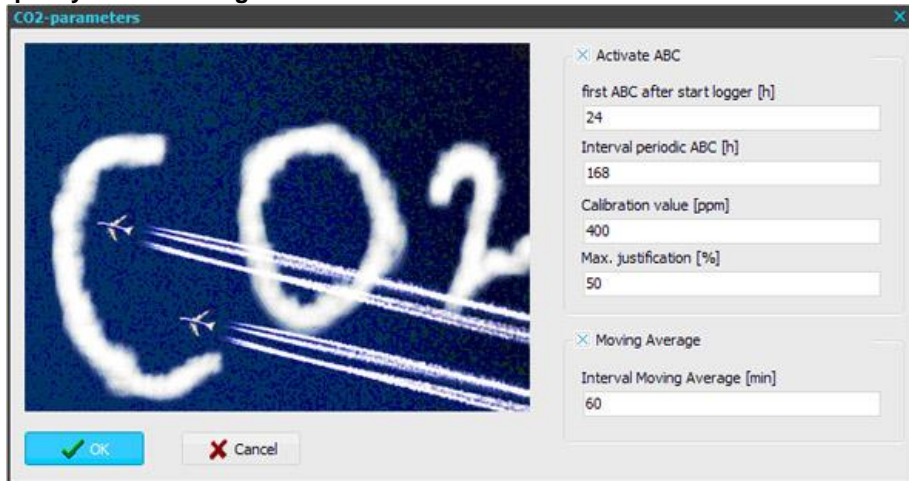 CO2-parameters
CO2
Activate ABC
first ABC after start logger [h]
24
Interval periodic ABC [h]
168
Calibration value [ppm]
400
Max. justification [%]
50
Moving Average
Interval Moving Average [min]
60
OK
Cancel